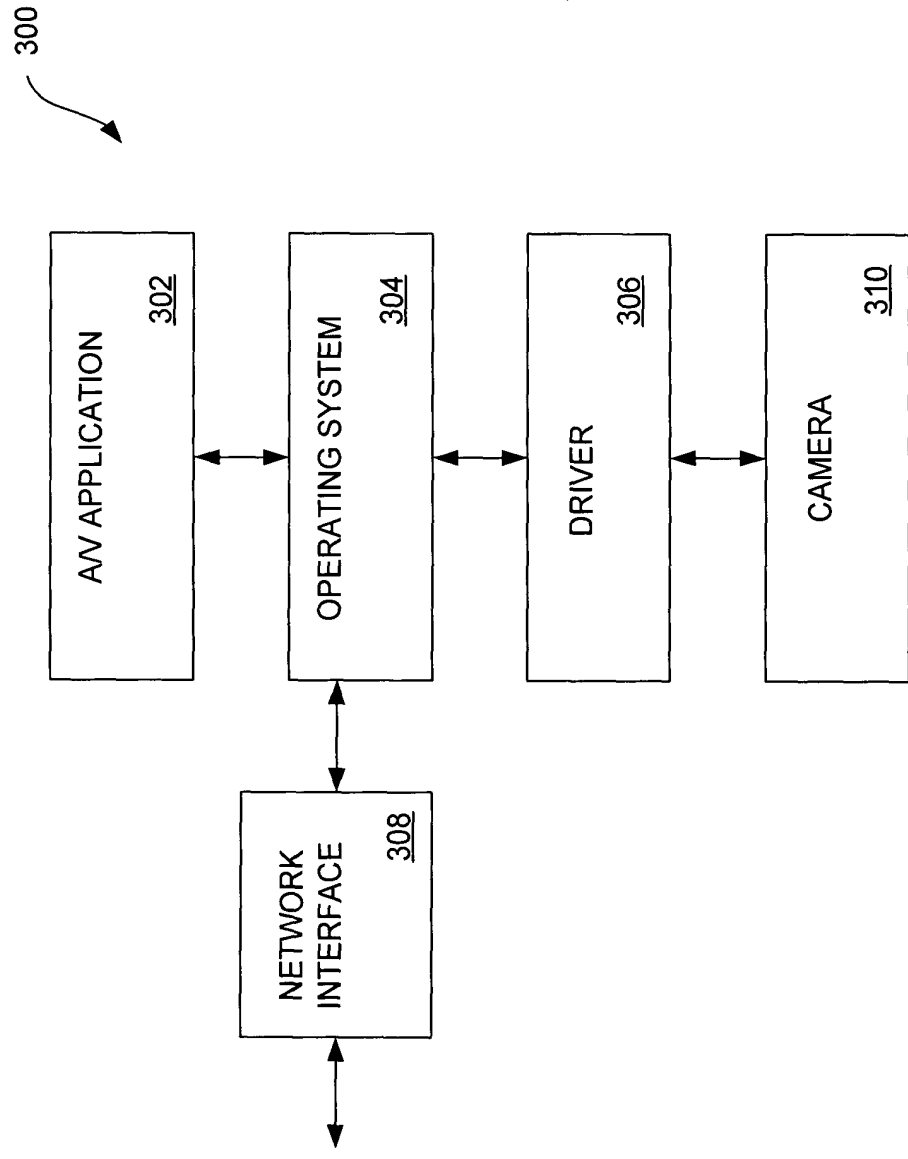 300
A/V APPLICATION
302
OPERATING SYSTEM
304
DRIVER
306
CAMERA
310
NETWORK
INTERFACE
308